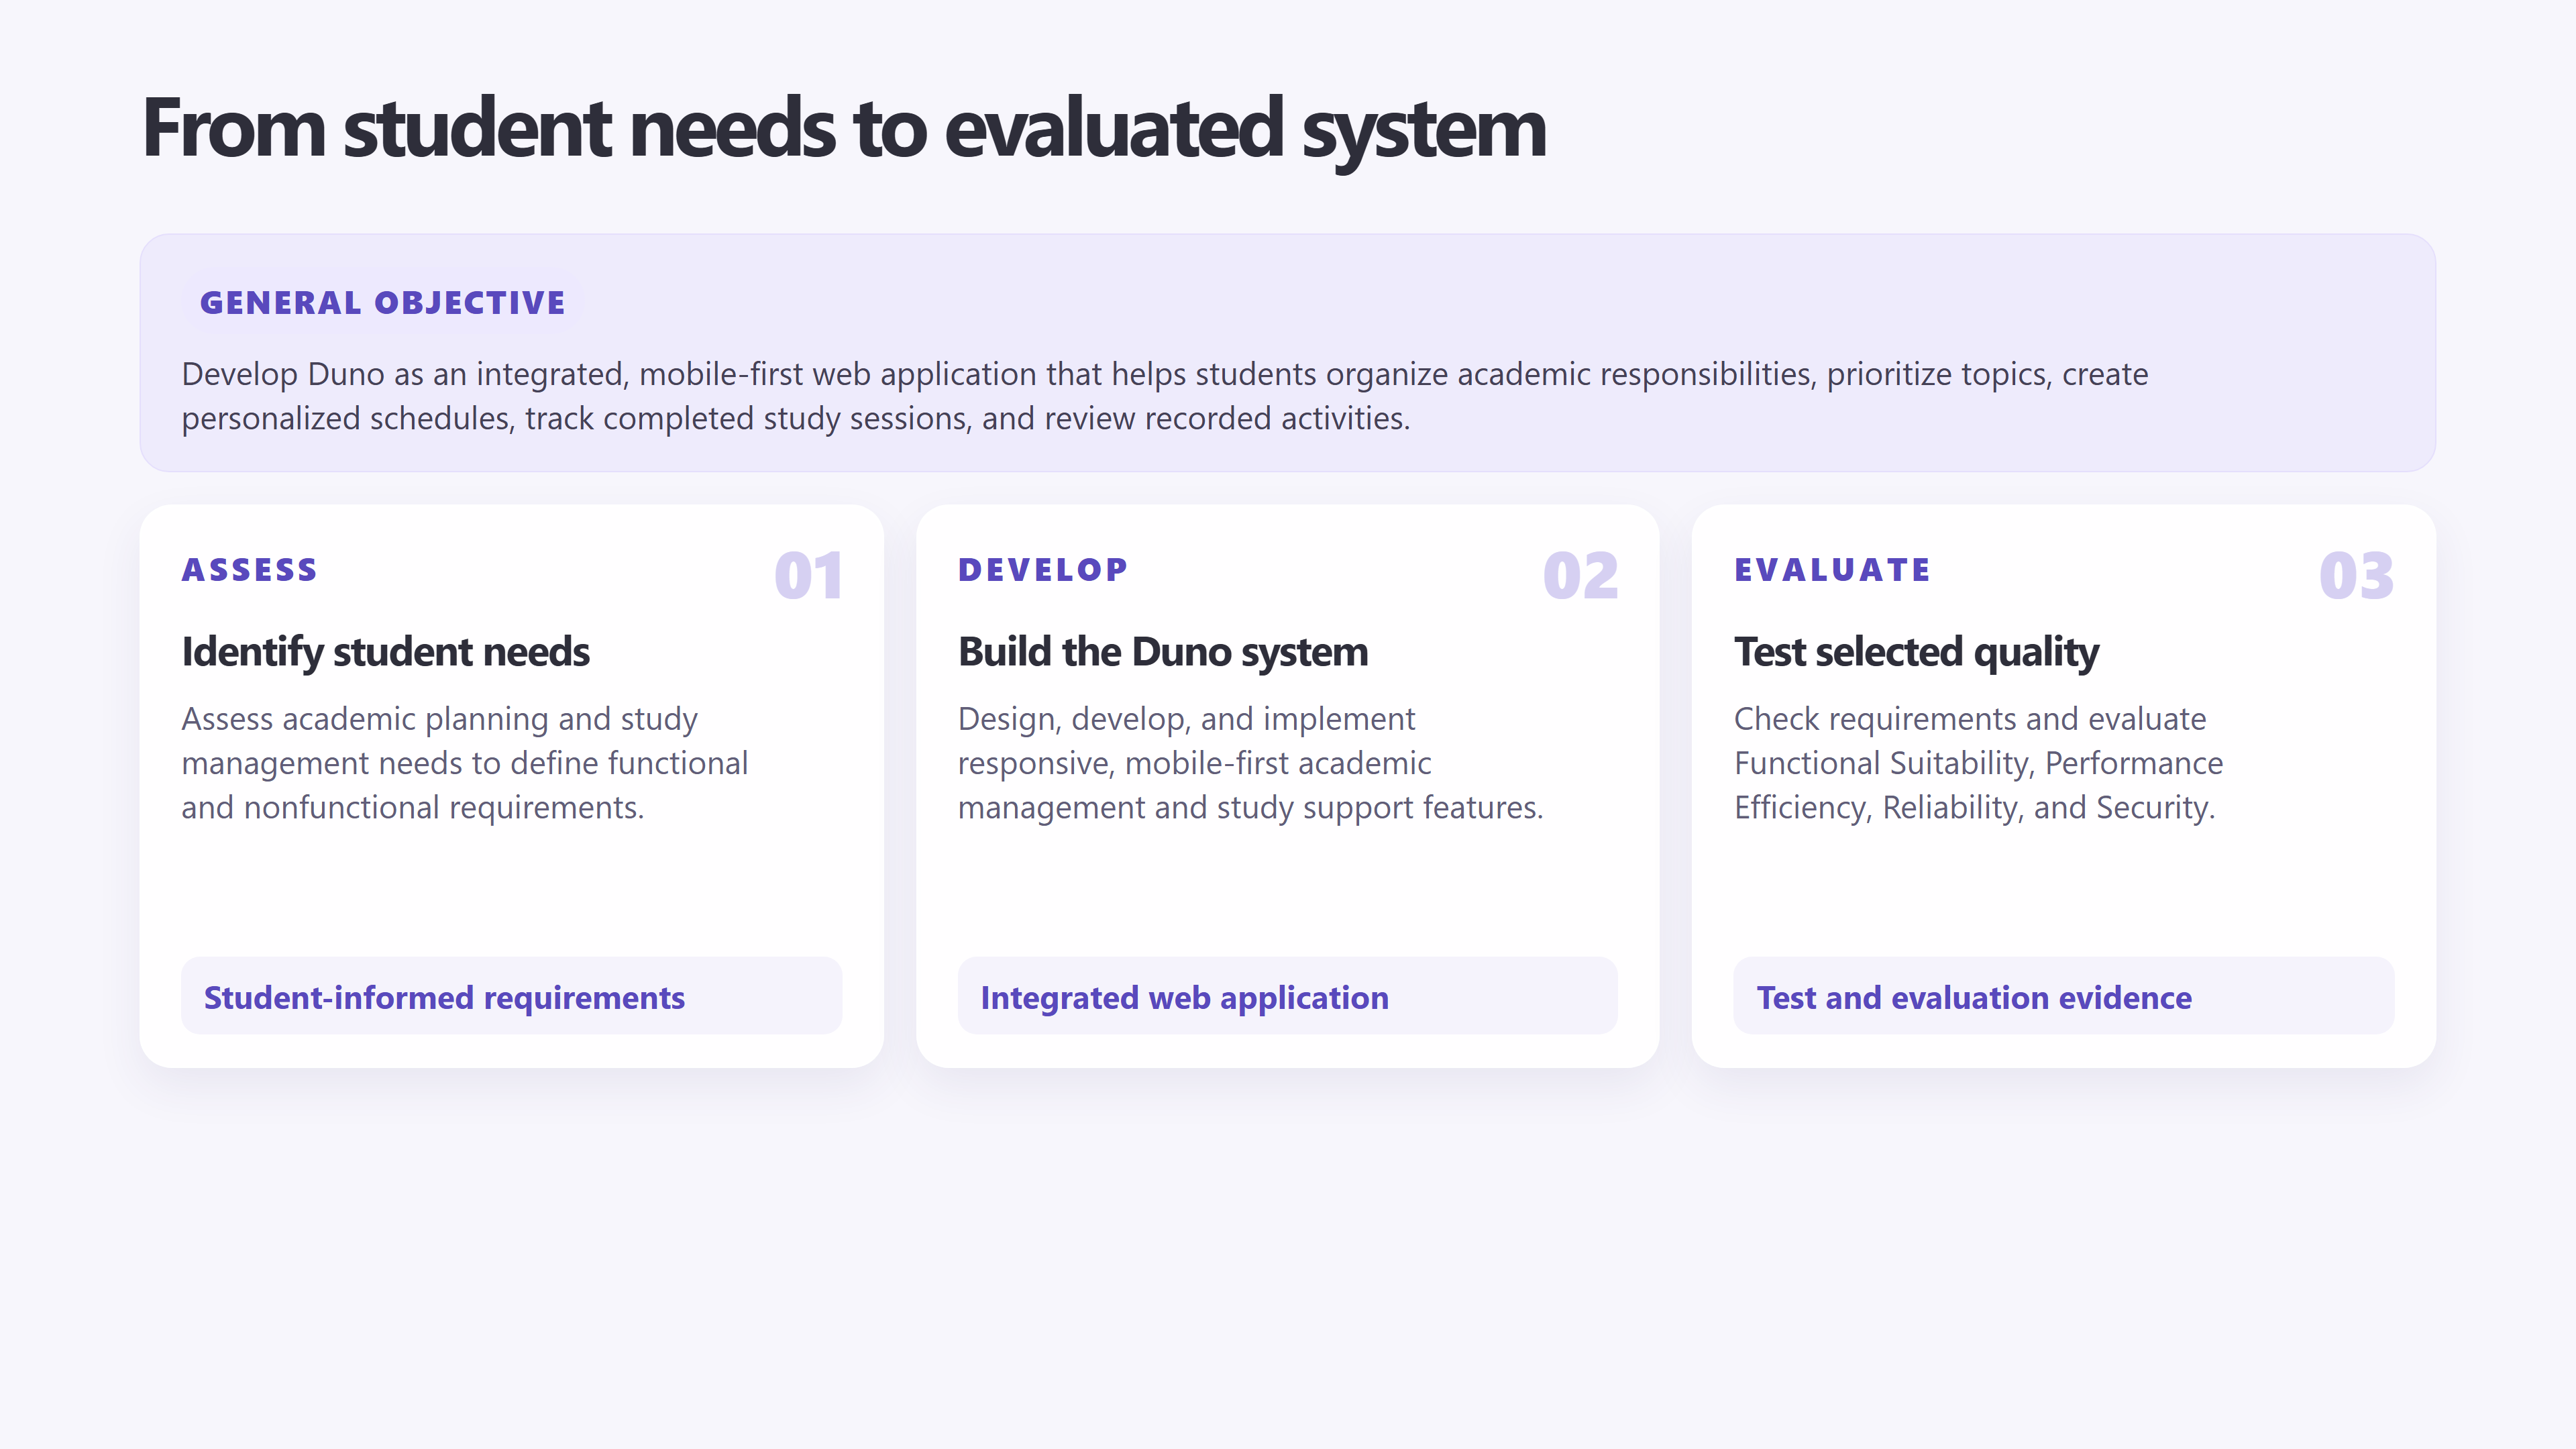 From student needs to evaluated system
GENERAL OBJECTIVE
Develop Duno as an integrated, mobile-first web application that helps students organize academic responsibilities, prioritize topics, create
personalized schedules, track completed study sessions, and review recorded activities.
ASSESS
01
Identify student needs
Assess academic planning and study
management needs to define functional
and nonfunctional requirements.
Student-informed requirements
DEVELOP
02
Build the Duno system
Design, develop, and implement
responsive, mobile-first academic
management and study support features.
Integrated web application
EVALUATE
03
Test selected quality
Check requirements and evaluate
Functional Suitability, Performance
Efficiency, Reliability, and Security.
Test and evaluation evidence